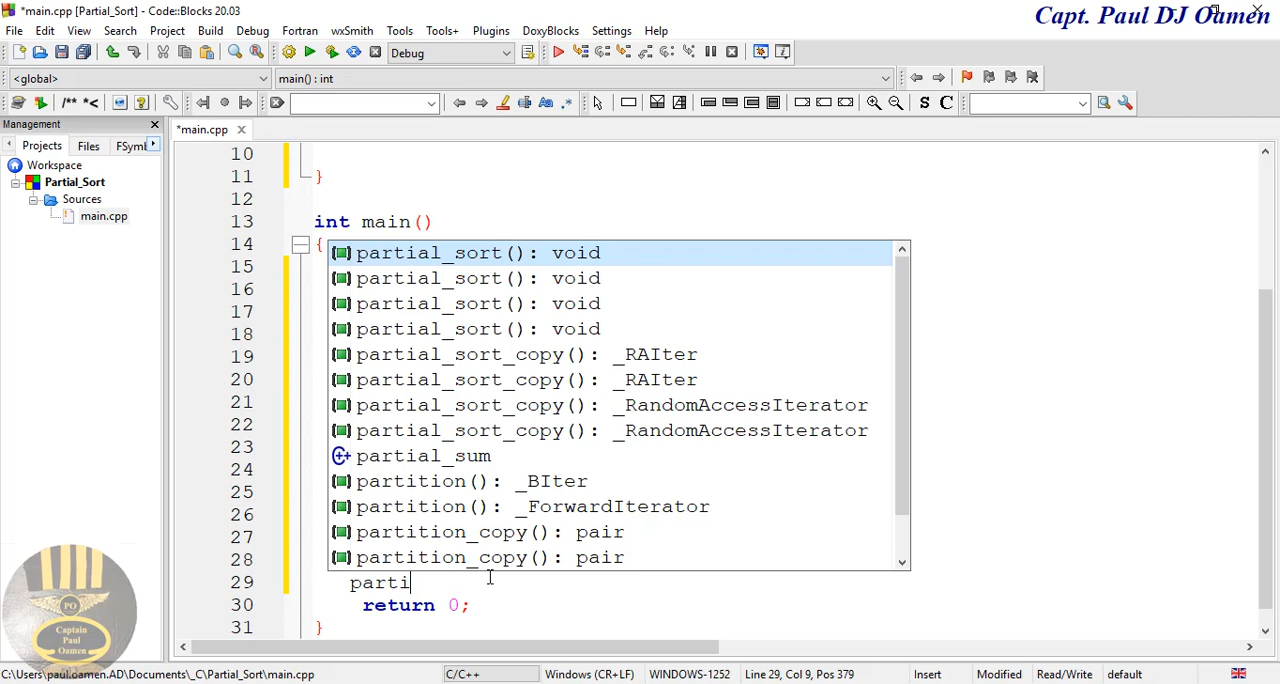 *main.cpp [Partial_Sort] - Code::Blocks 20.03
Capt. Paul DJ Oamen
File Edit View Search Project Build Debug Fortran wxSmith Tools Tools+ Plugins DoxyBlocks Settings Help
Debug
<global>
main() : int
/** *< S C
Management
*main.cpp
Projects Files FSymb
Workspace
Partial_Sort
Sources
main.cpp
10
11 }
12
13 int main()
14 {
15
16
17
18
19
20
21
22
23
24
25
26
27
28
partial_sort(): void
partial_sort(): void
partial_sort(): void
partial_sort(): void
partial_sort_copy(): _RAIter
partial_sort_copy(): _RAIter
partial_sort_copy(): _RandomAccessIterator
partial_sort_copy(): _RandomAccessIterator
partial_sum
partition(): _BIter
partition(): _ForwardIterator
partition_copy(): pair
partition_copy(): pair
29 parti
30 return 0;
31 }
PO
Captain
Paul
Oamen
C:\Users\paul.oamen.AD\Documents\_C\Partial_Sort\main.cpp C/C++ Windows (CR+LF) WINDOWS-1252 Line 29, Col 9, Pos 379 Insert Modified Read/Write default